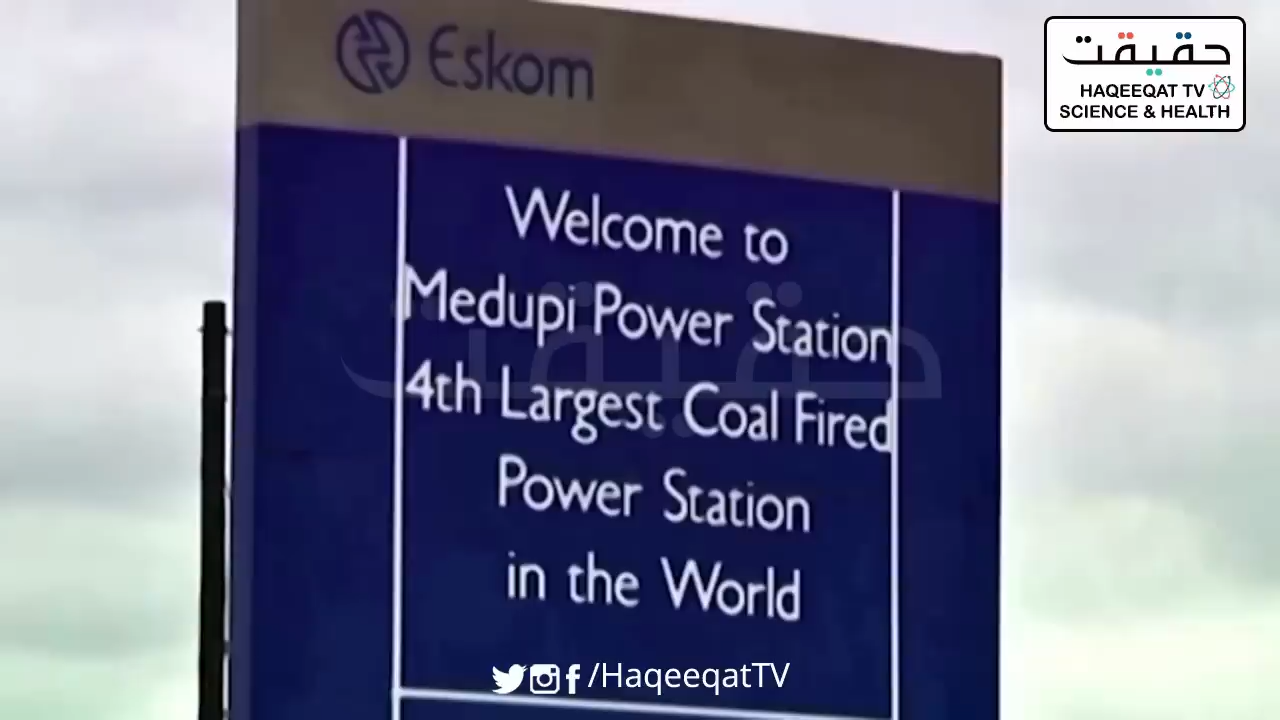 Eskom
حقيقت
HAQEEQAT TV
SCIENCE & HEALTH
Welcome to
Medupi Power Station
4th Largest Coal Fired
Power Station
in the World
حقيقت
/HaqeeqatTV